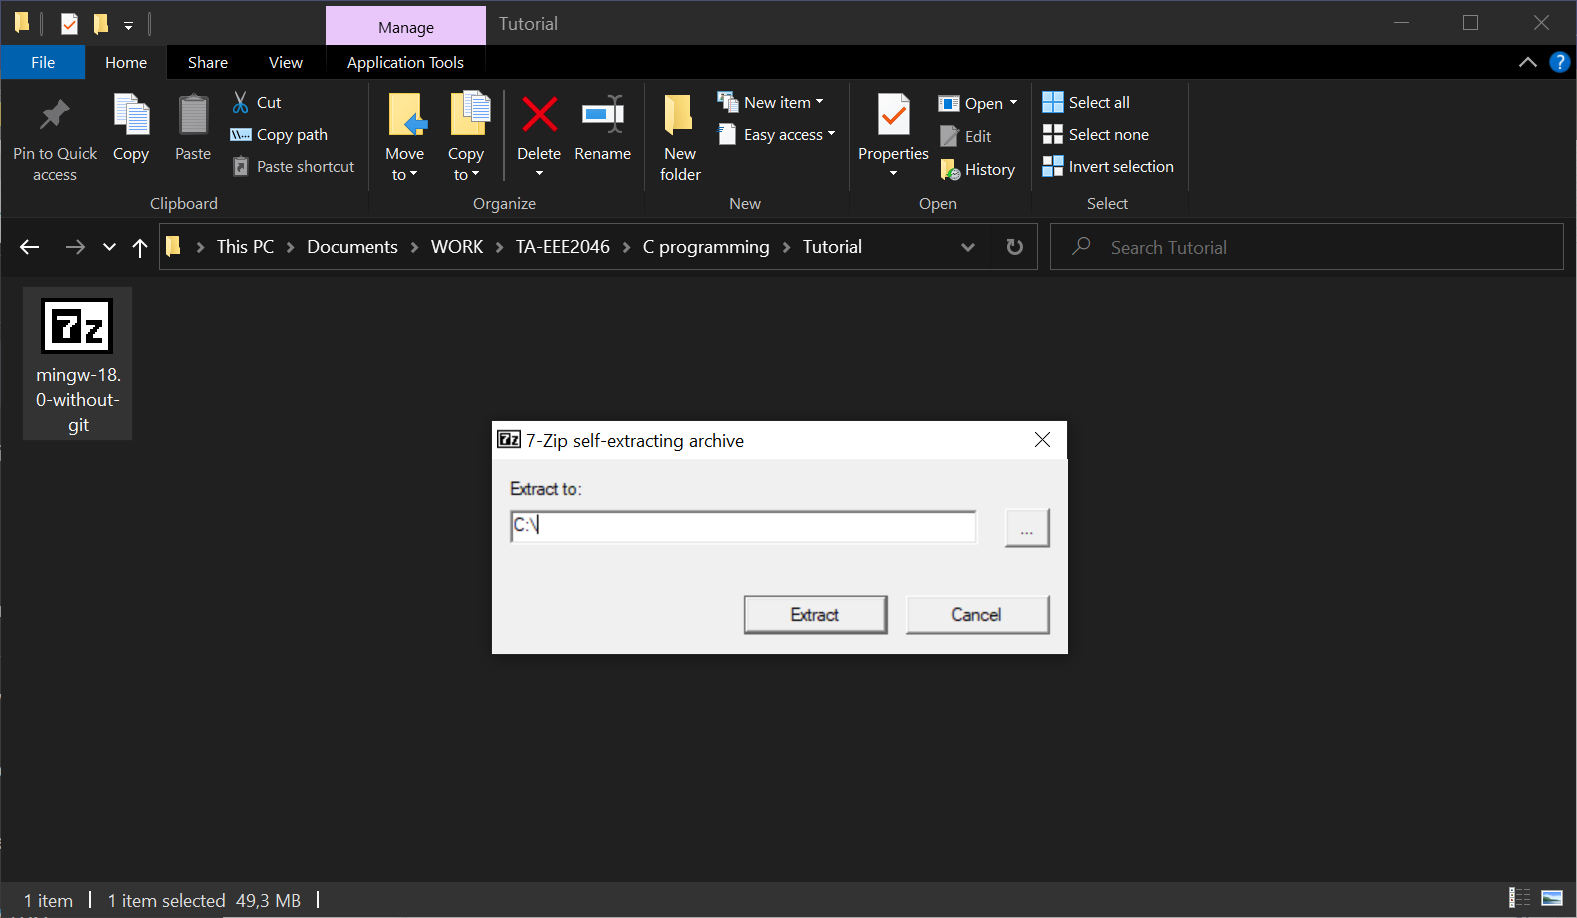 Manage
Tutorial
File
Home
Share
View
Application Tools
?
Pin to Quick
access
Copy
Paste
Cut
Copy path
Paste shortcut
Clipboard
Move
to
Copy
to
Delete
Rename
Organize
New
folder
New item
Easy access
New
Properties
Open
Edit
History
Open
Select all
Select none
Invert selection
Select
This PC
Documents
WORK
TA-EEE2046
C programming
Tutorial
Search Tutorial
7z
mingw-18.
0-without-
git
7z 7-Zip self-extracting archive
Extract to:
C:\
...
Extract
Cancel
1 item
1 item selected 49,3 MB